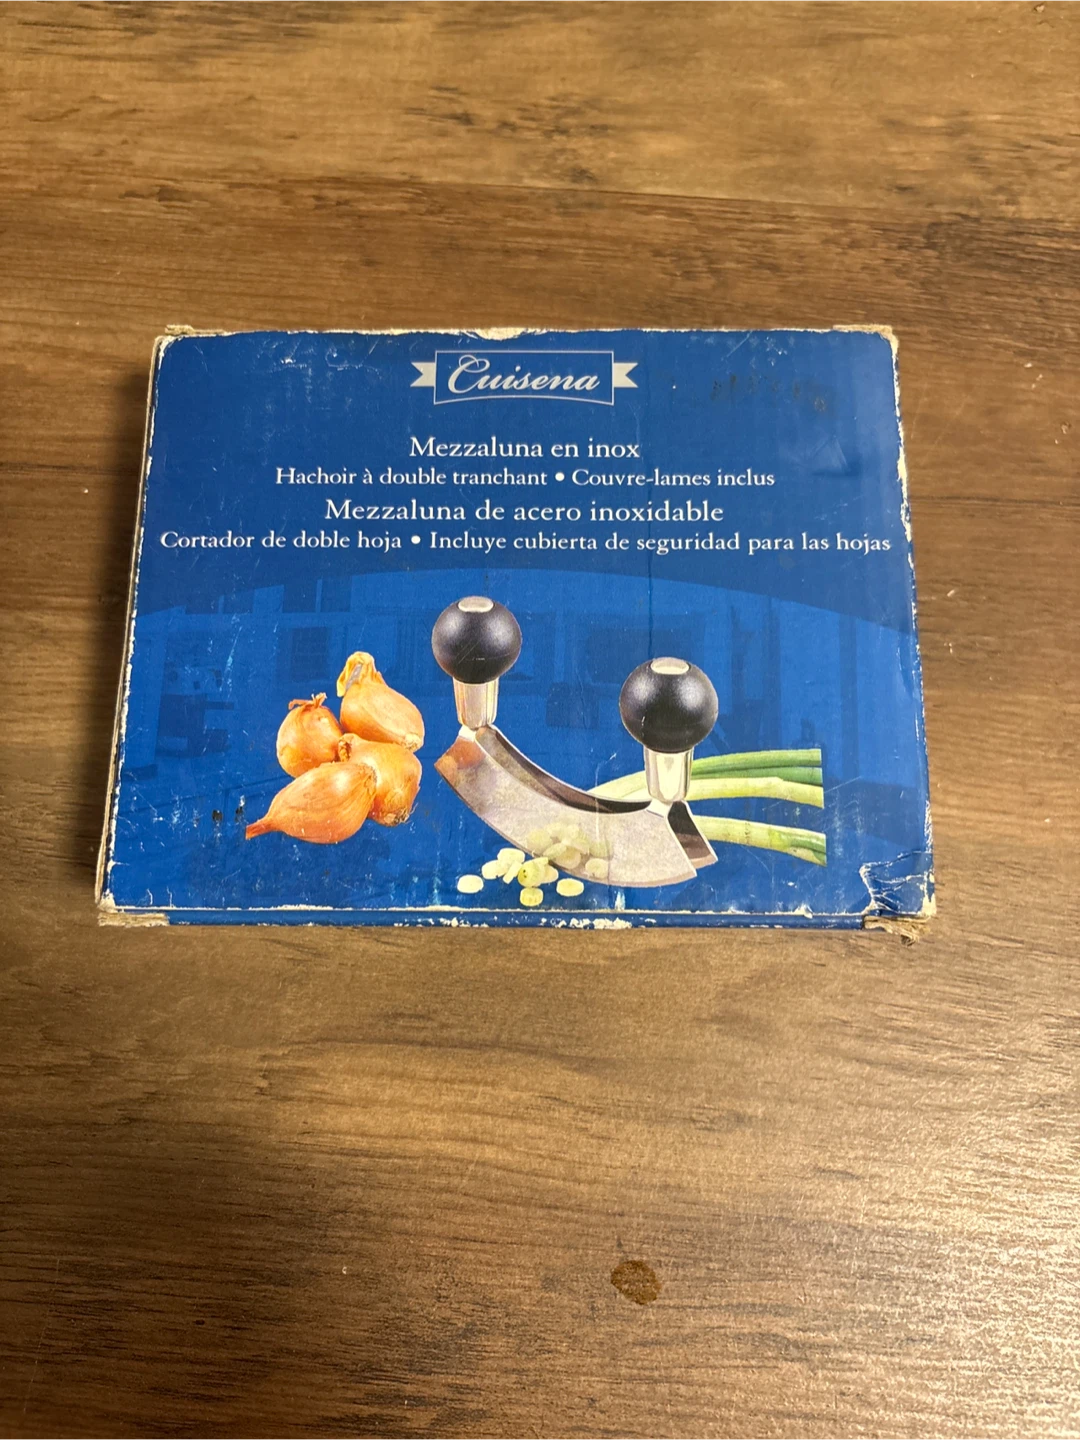 Cuisena
Mezzaluna en inox
Hachoir à double tranchant • Couvre-lames inclus
Mezzaluna de acero inoxidable
Cortador de doble hoja • Incluye cubierta de seguridad para las hojas